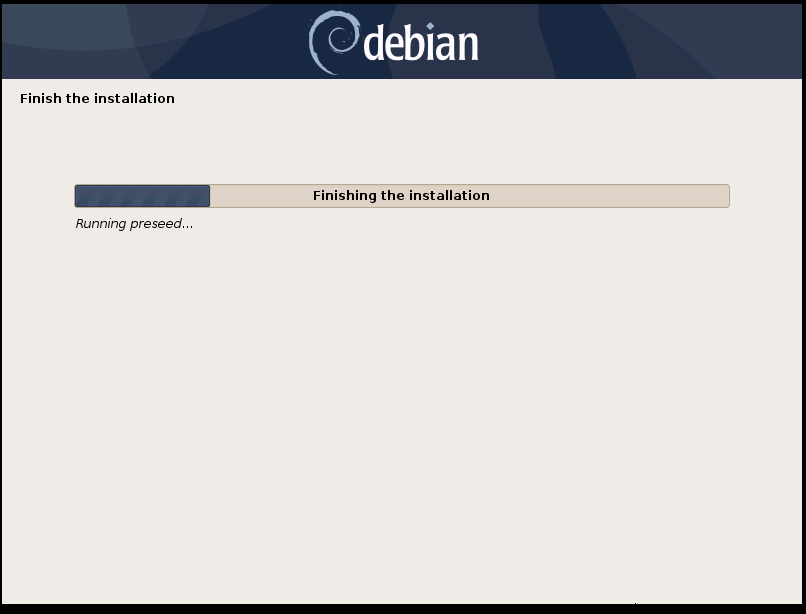 debian
Finish the installation
Finishing the installation
Running preseed...